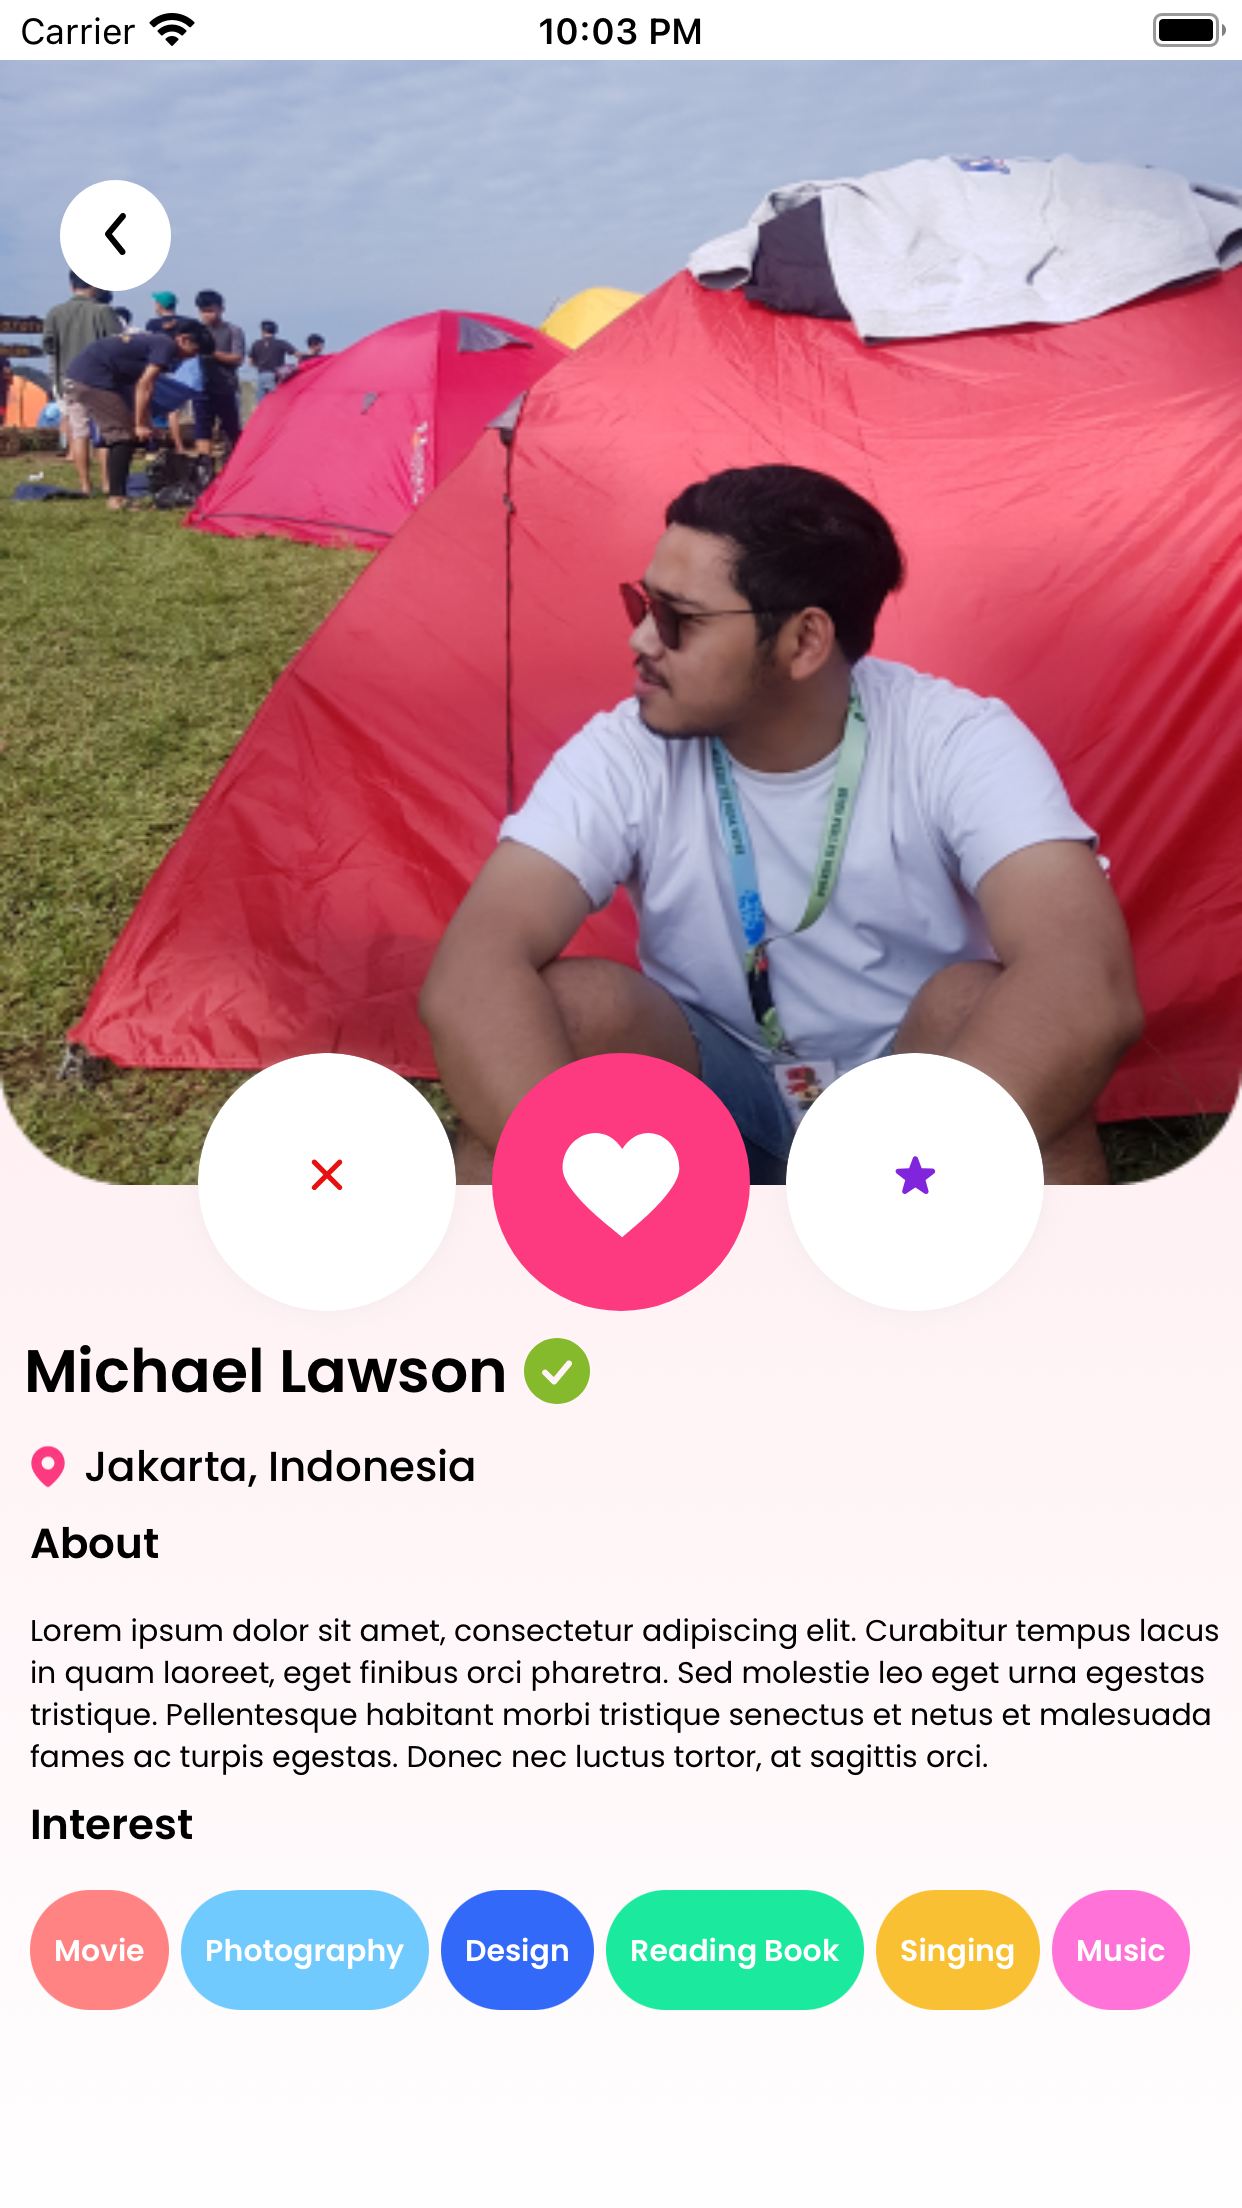 Carrier
10:03 PM
Michael Lawson
Jakarta, Indonesia
About
Lorem ipsum dolor sit amet, consectetur adipiscing elit. Curabitur tempus lacus
in quam laoreet, eget finibus orci pharetra. Sed molestie leo eget urna egestas
tristique. Pellentesque habitant morbi tristique senectus et netus et malesuada
fames ac turpis egestas. Donec nec luctus tortor, at sagittis orci.
Interest
Movie
Photography
Design
Reading Book
Singing
Music